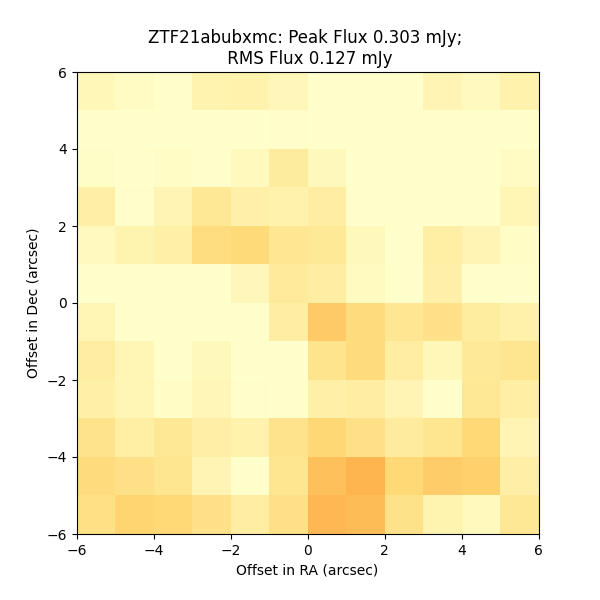 ZTF21abubxmc: Peak Flux 0.303 mJy;
RMS Flux 0.127 mJy
6
4
2
0
−2
−4
−6
Offset in Dec (arcsec)
−6 −4 −2 0 2 4 6
Offset in RA (arcsec)